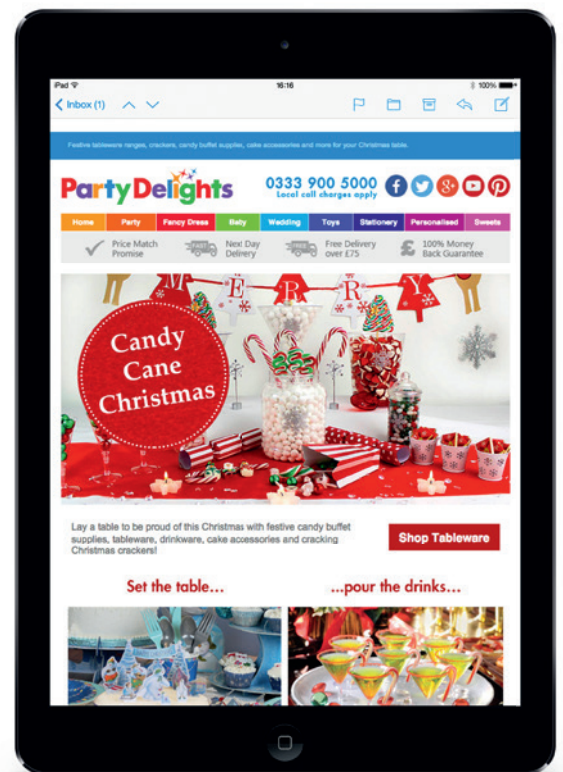 iPad 16:16 100%
Inbox (1)
Festive tableware ranges, crackers, candy buffet supplies, cake accessories and more for your Christmas table.
Party Delights
0333 900 5000
Local call charges apply
Home Party Fancy Dress Baby Wedding Toys Stationery Personalised Sweets
Price Match
Promise
FAST
Next Day
Delivery
FREE
Free Delivery
over £75
£
100% Money
Back Guarantee
MERRY
Candy
Cane
Christmas
Lay a table to be proud of this Christmas with festive candy buffet
supplies, tableware, drinkware, cake accessories and cracking
Christmas crackers!
Shop Tableware
Set the table...
...pour the drinks...